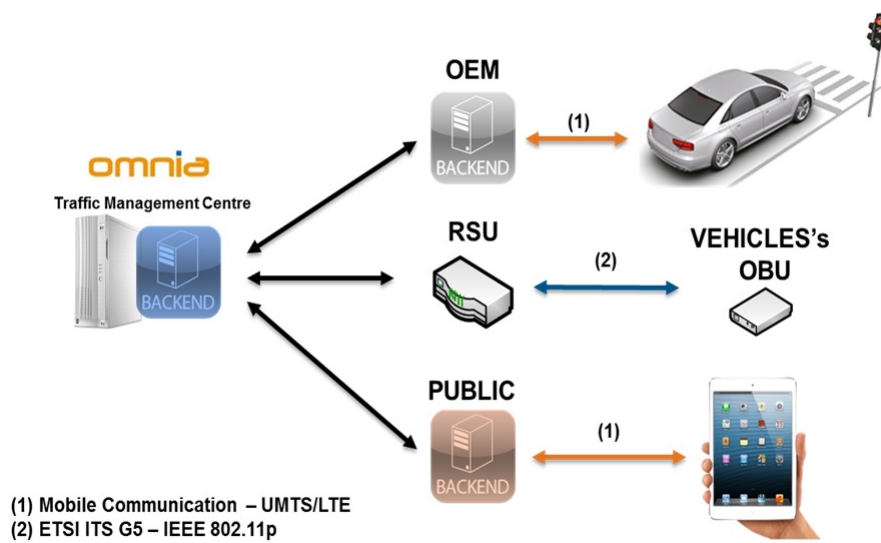 OEM
(1)
BACKEND
omnia
Traffic Management Centre
BACKEND
RSU
(2)
VEHICLES's
OBU
PUBLIC
(1)
BACKEND
(1) Mobile Communication – UMTS/LTE
(2) ETSI ITS G5 – IEEE 802.11p